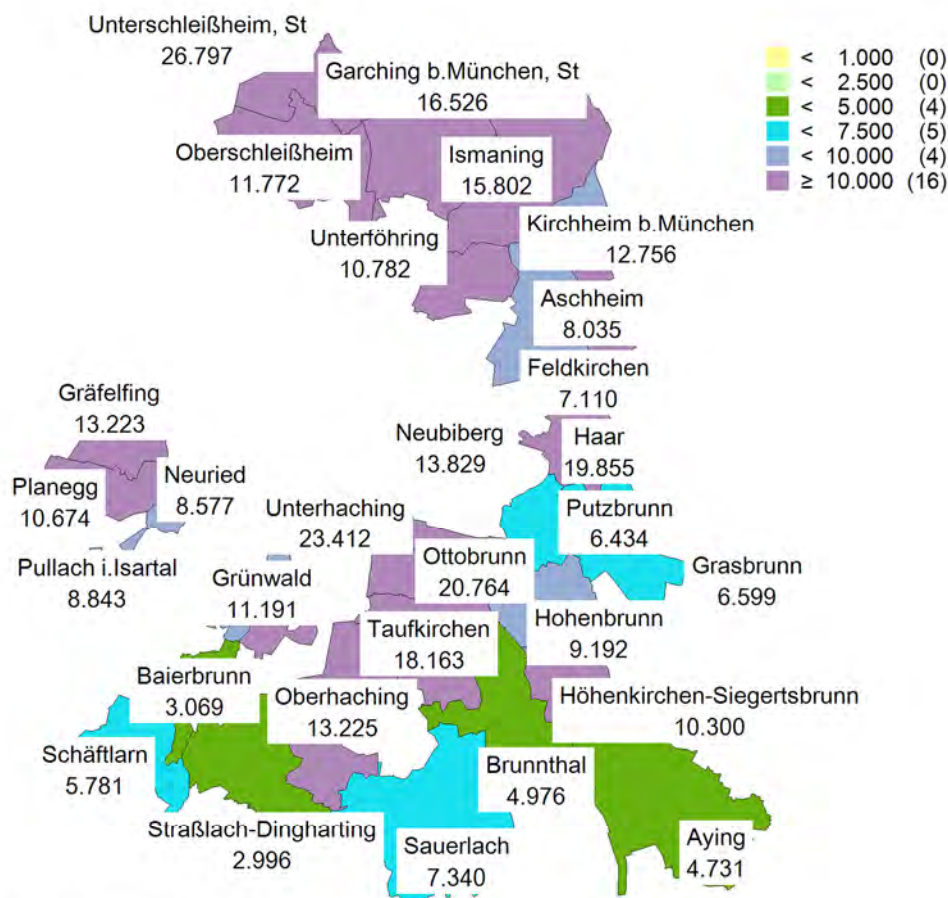 Unterschleißheim, St
26.797
Garching b.München, St
16.526
< 1.000 (0)
< 2.500 (0)
< 5.000 (4)
< 7.500 (5)
< 10.000 (4)
≥ 10.000 (16)
Oberschleißheim
11.772
Ismaning
15.802
Unterföhring
10.782
Kirchheim b.München
12.756
Aschheim
8.035
Feldkirchen
7.110
Gräfelfing
13.223
Neubiberg
13.829
Haar
19.855
Planegg
10.674
Neuried
8.577
Unterhaching
23.412
Putzbrunn
6.434
Pullach i.Isartal
8.843
Grünwald
11.191
Ottobrunn
20.764
Grasbrunn
6.599
Taufkirchen
18.163
Hohenbrunn
9.192
Baierbrunn
3.069
Oberhaching
13.225
Höhenkirchen-Siegertsbrunn
10.300
Schäftlarn
5.781
Brunnthal
4.976
Straßlach-Dingharting
2.996
Sauerlach
7.340
Aying
4.731